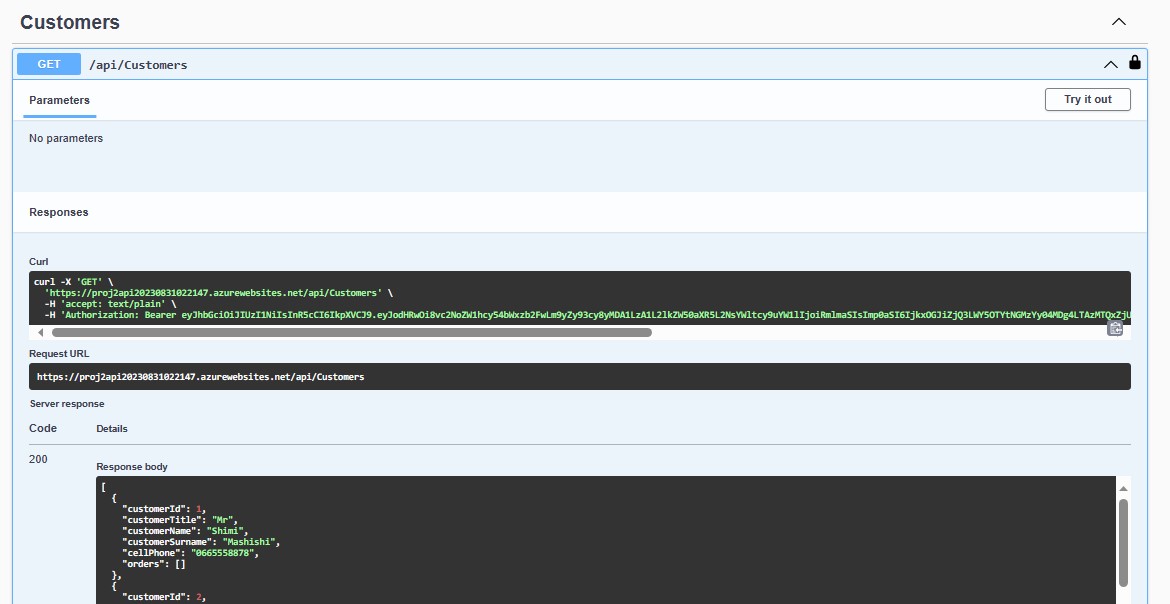 Customers
GET /api/Customers
Parameters
Try it out
No parameters
Responses
Curl
curl -X 'GET' \
'https://proj2api20230831022147.azurewebsites.net/api/Customers' \
-H 'accept: text/plain' \
-H 'Authorization: Bearer
Request URL
https://proj2api20230831022147.azurewebsites.net/api/Customers
Server response
Code Details
200
Response body
[
{
"customerId": 1,
"customerTitle": "Mr",
"customerName": "Shimi",
"customerSurname": "Mashishi",
"cellPhone": "0665558878",
"orders": []
},
{
"customerId": 2,